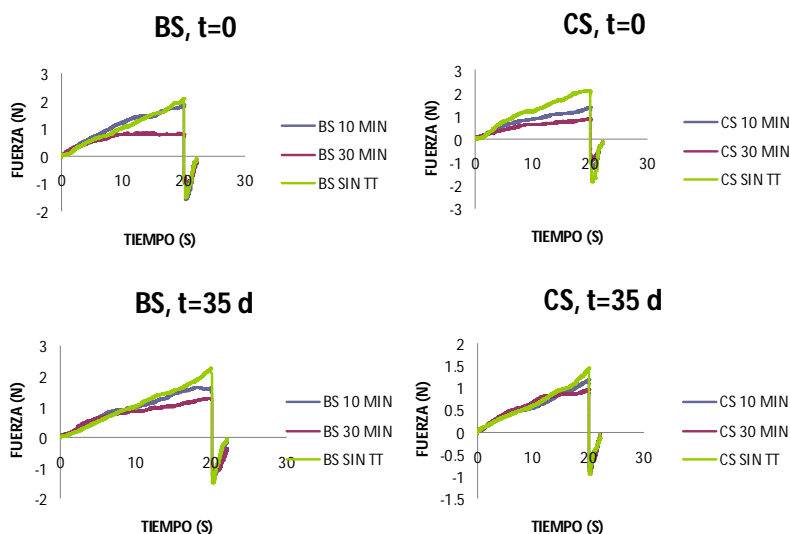 BS, t=0
3
2
1
0
-1
-2
0
10
20
30
FUERZA (N)
TIEMPO (S)
BS 10 MIN
BS 30 MIN
BS SIN TT
CS, t=0
3
2
1
0
-1
-2
-3
0
10
20
30
FUERZA (N)
TIEMPO (S)
CS 10 MIN
CS 30 MIN
CS SIN TT
BS, t=35 d
3
2
1
0
-1
-2
0
10
20
30
FUERZA (N)
TIEMPO (S)
BS 10 MIN
BS 30 MIN
BS SIN TT
CS, t=35 d
2
1.5
1
0.5
0
-0.5
-1
-1.5
0
10
20
30
FUERZA (N)
TIEMPO (S)
CS 10 MIN
CS 30 MIN
CS SIN TT